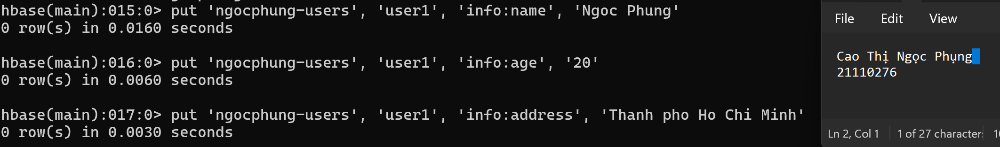 hbase(main):015:0> put 'ngocphung-users', 'user1', 'info:name', 'Ngoc Phung'
0 row(s) in 0.0160 seconds
hbase(main):016:0> put 'ngocphung-users', 'user1', 'info:age', '20'
0 row(s) in 0.0060 seconds
hbase(main):017:0> put 'ngocphung-users', 'user1', 'info:address', 'Thanh pho Ho Chi Minh'
0 row(s) in 0.0030 seconds
File Edit View
Cao Thị Ngọc Phụng
21110276
Ln 2, Col 1 1 of 27 character